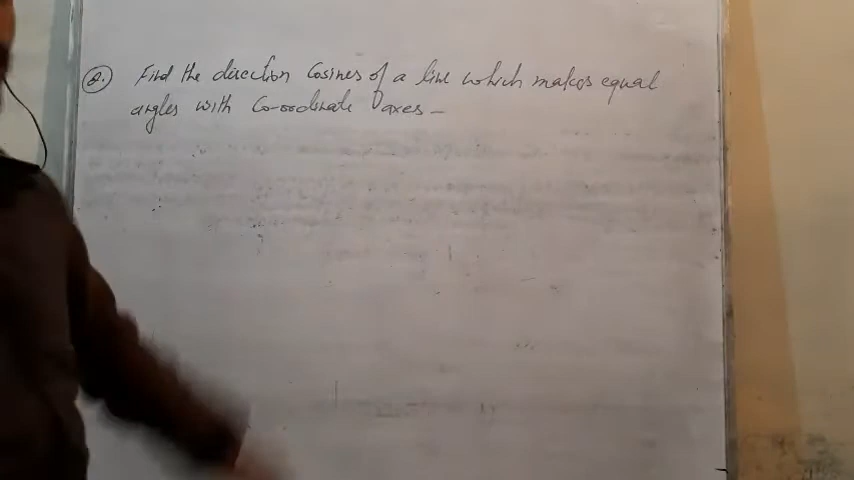 Q. Find the direction Cosines of a line which makes equal
angles with Co-ordinate axes -